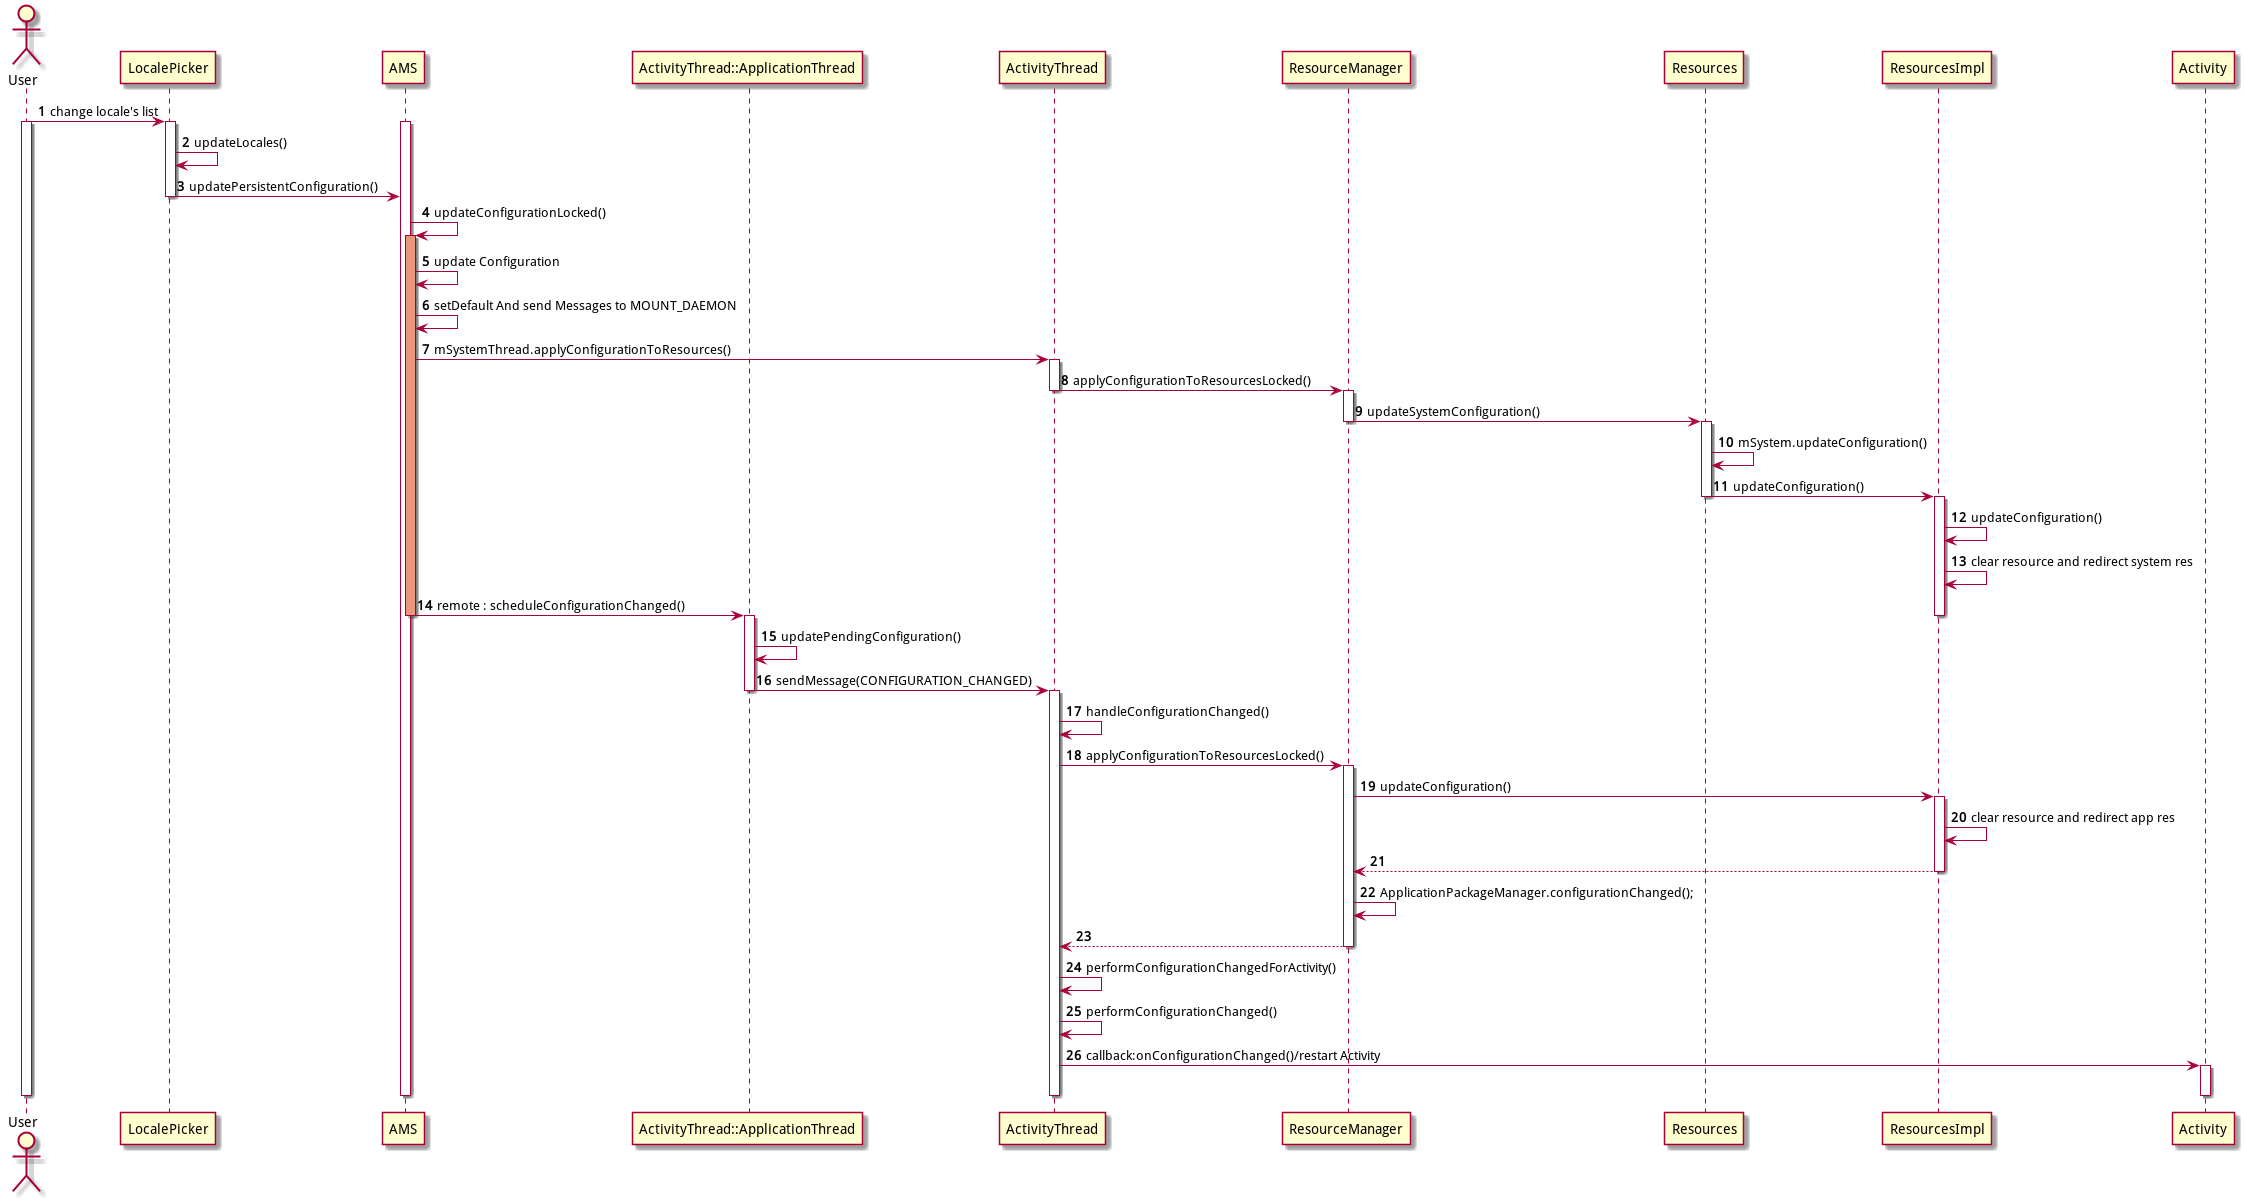 User
LocalePicker
AMS
ActivityThread::ApplicationThread
ActivityThread
ResourceManager
Resources
ResourcesImpl
Activity
1 change locale's list
2 updateLocales()
3 updatePersistentConfiguration()
4 updateConfigurationLocked()
5 update Configuration
6 setDefault And send Messages to MOUNT_DAEMON
7 mSystemThread.applyConfigurationToResources()
8 applyConfigurationToResourcesLocked()
9 updateSystemConfiguration()
10 mSystem.updateConfiguration()
11 updateConfiguration()
12 updateConfiguration()
13 clear resource and redirect system res
14 remote : scheduleConfigurationChanged()
15 updatePendingConfiguration()
16 sendMessage(CONFIGURATION_CHANGED)
17 handleConfigurationChanged()
18 applyConfigurationToResourcesLocked()
19 updateConfiguration()
20 clear resource and redirect app res
21
22 ApplicationPackageManager.configurationChanged();
23
24 performConfigurationChangedForActivity()
25 performConfigurationChanged()
26 callback:onConfigurationChanged()/restart Activity
User
LocalePicker
AMS
ActivityThread::ApplicationThread
ActivityThread
ResourceManager
Resources
ResourcesImpl
Activity